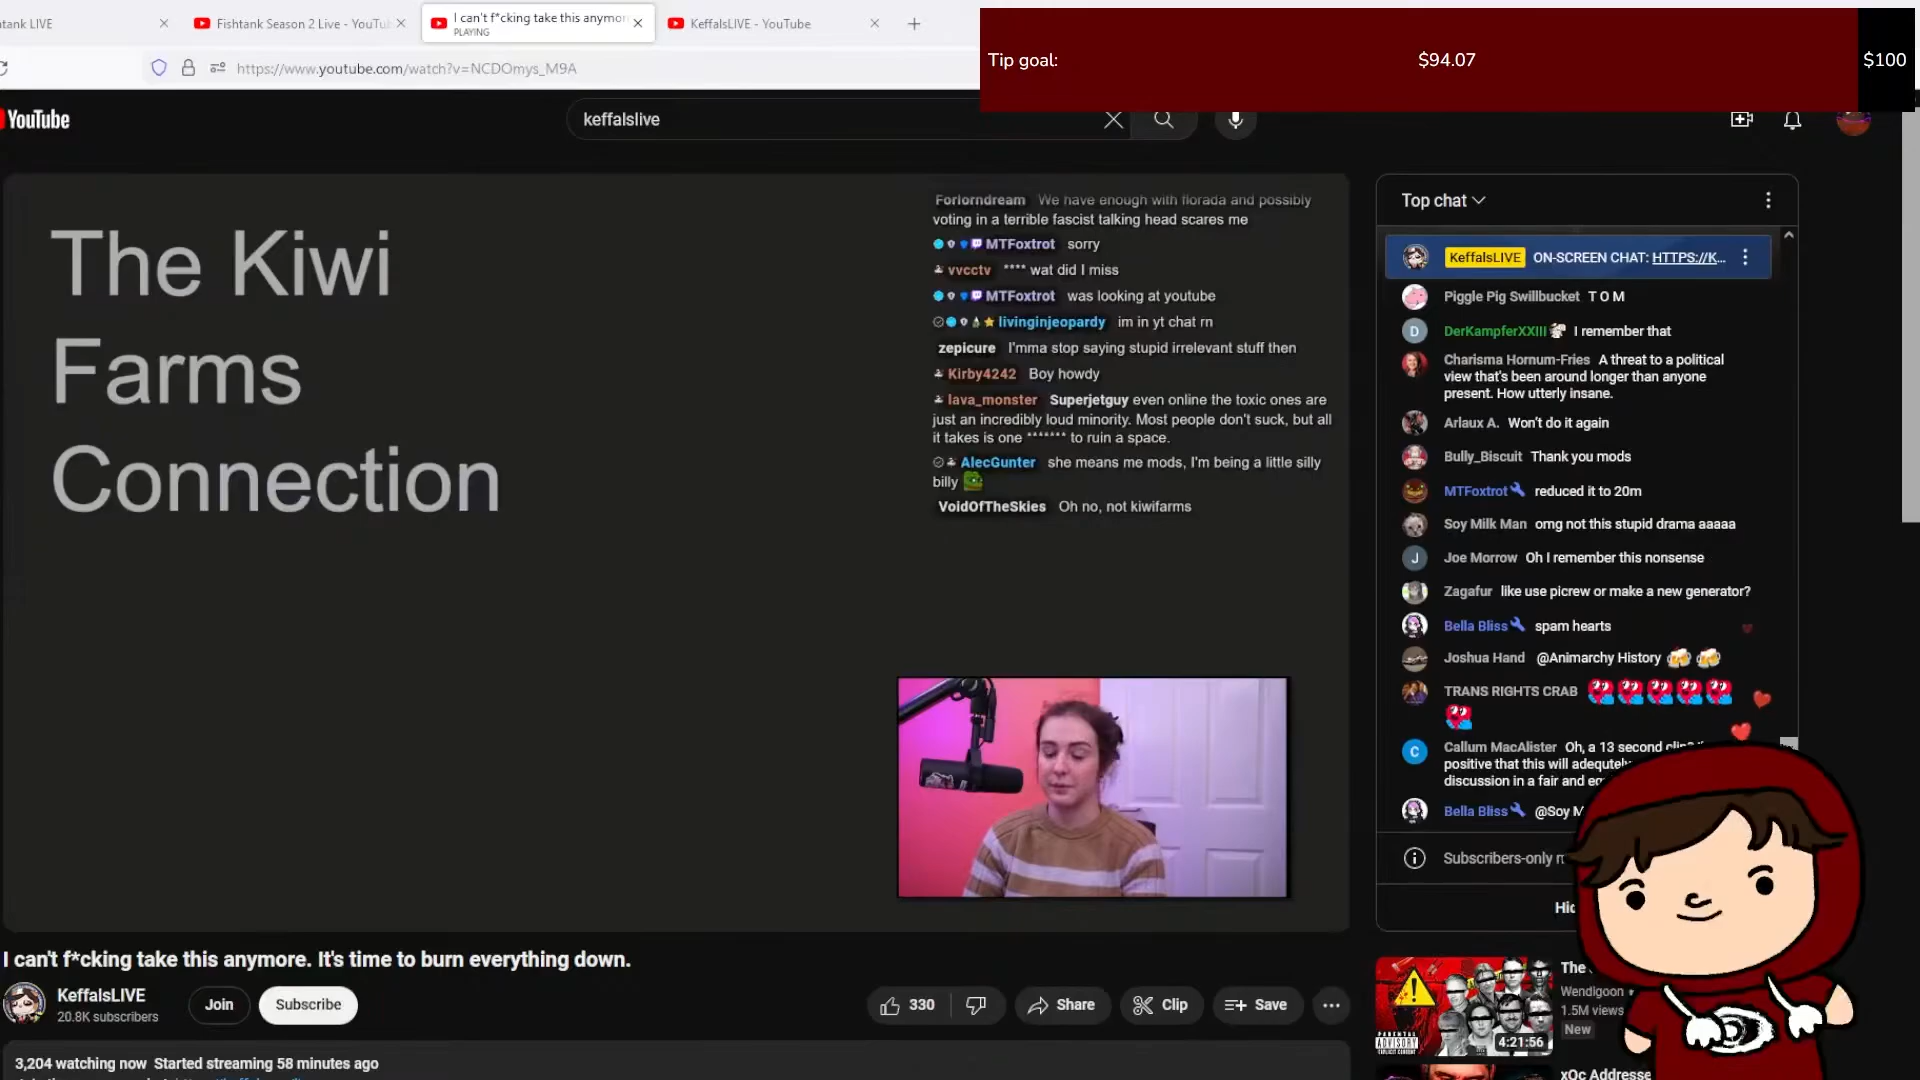 tank LIVE
Fishtank Season 2 Live - YouTu
I can't f*cking take this anymor
PLAYING
KeffalsLIVE - YouTube
https://www.youtube.com/watch?v=NCDOmys_M9A
Tip goal:
$94.07
$100
YouTube
keffalslive
The Kiwi
Farms
Connection
Forlorndream We have enough with florada and possibly
voting in a terrible fascist talking head scares me
MTFoxtrot sorry
vvcctv **** wat did I miss
MTFoxtrot was looking at youtube
livinginjeopardy im in yt chat rn
zepicure I'mma stop saying stupid irrelevant stuff then
Kirby4242 Boy howdy
lava_monster Superjetguy even online the toxic ones are
just an incredibly loud minority. Most people don't suck, but all
it takes is one ******* to ruin a space.
AlecGunter she means me mods, I'm being a little silly
billy
VoidOfTheSkies Oh no, not kiwifarms
Top chat
KeffalsLIVE ON-SCREEN CHAT: HTTPS://K...
Piggle Pig Swillbucket T O M
D DerKampferXXIII I remember that
Charisma Hornum-Fries A threat to a political
view that's been around longer than anyone
present. How utterly insane.
Arlaux A. Won't do it again
Bully_Biscuit Thank you mods
MTFoxtrot reduced it to 20m
Soy Milk Man omg not this stupid drama aaaaa
J Joe Morrow Oh I remember this nonsense
Zagafur like use picrew or make a new generator?
Bella Bliss spam hearts
Joshua Hand @Animarchy History
TRANS RIGHTS CRAB
C Callum MacAlister Oh, a 13 second clip
positive that this will adequtely
discussion in a fair and eq
Bella Bliss @Soy M
Subscribers-only m
Hid
I can't f*cking take this anymore. It's time to burn everything down.
KeffalsLIVE
20.8K subscribers
Join
Subscribe
330
Share
Clip
Save
3,204 watching now Started streaming 58 minutes ago
PARENTAL
ADVISORY
EXPLICIT CONTENT
4:21:56
The
Wendigoon
1.5M views
New
xQc Addresse